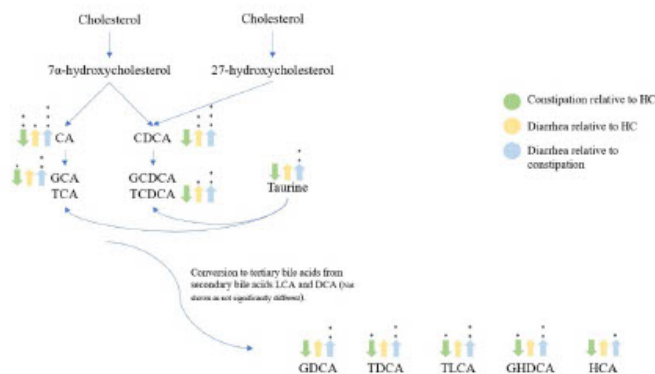 Cholesterol Cholesterol
7α-hydroxycholesterol 27-hydroxycholesterol
Constipation relative to HC
Diarrhea relative to HC
Diarrhea relative to
constipation
CA CDCA
GCA GCDCA
TCA TCDCA
Taurine
Conversion to tertiary bile acids from
secondary bile acids LCA and DCA (Not
shown as not significantly different).
GDCA TDCA TLCA GHDCA HCA